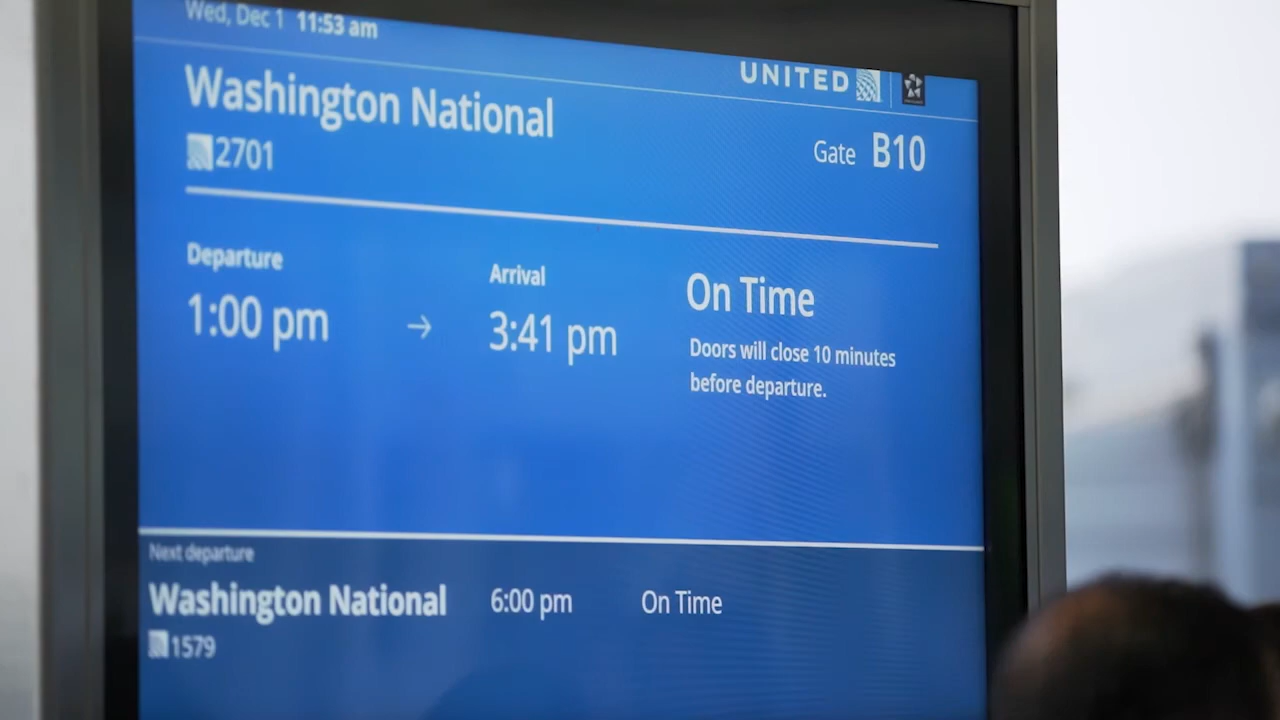 Wed, Dec 1 11:53 am
UNITED
Washington National
2701
Gate B10
Departure
Arrival
1:00 pm → 3:41 pm
On Time
Doors will close 10 minutes
before departure.
Next departure
Washington National 6:00 pm On Time
1579